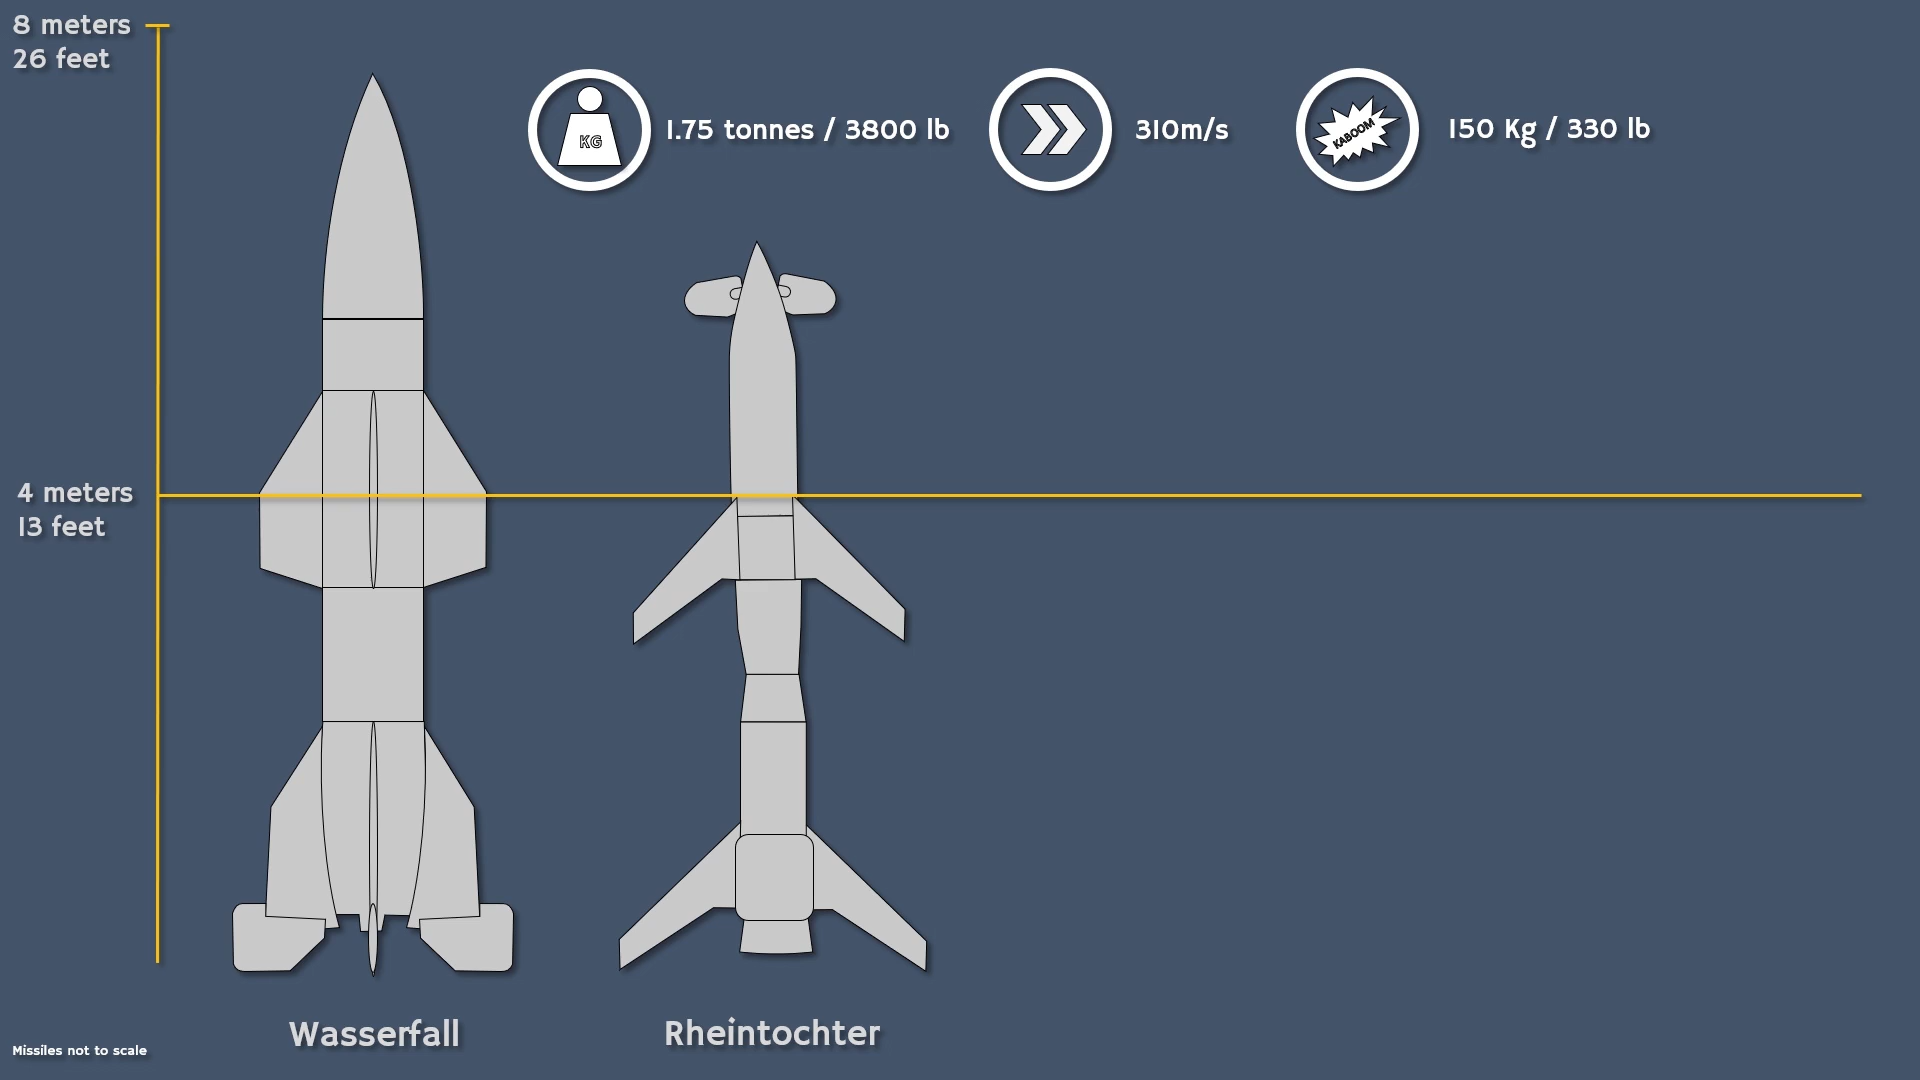 8 meters
26 feet
KG
1.75 tonnes / 3800 lb
310m/s
KABOOM
150 Kg / 330 lb
4 meters
13 feet
Wasserfall
Rheintochter
Missiles not to scale